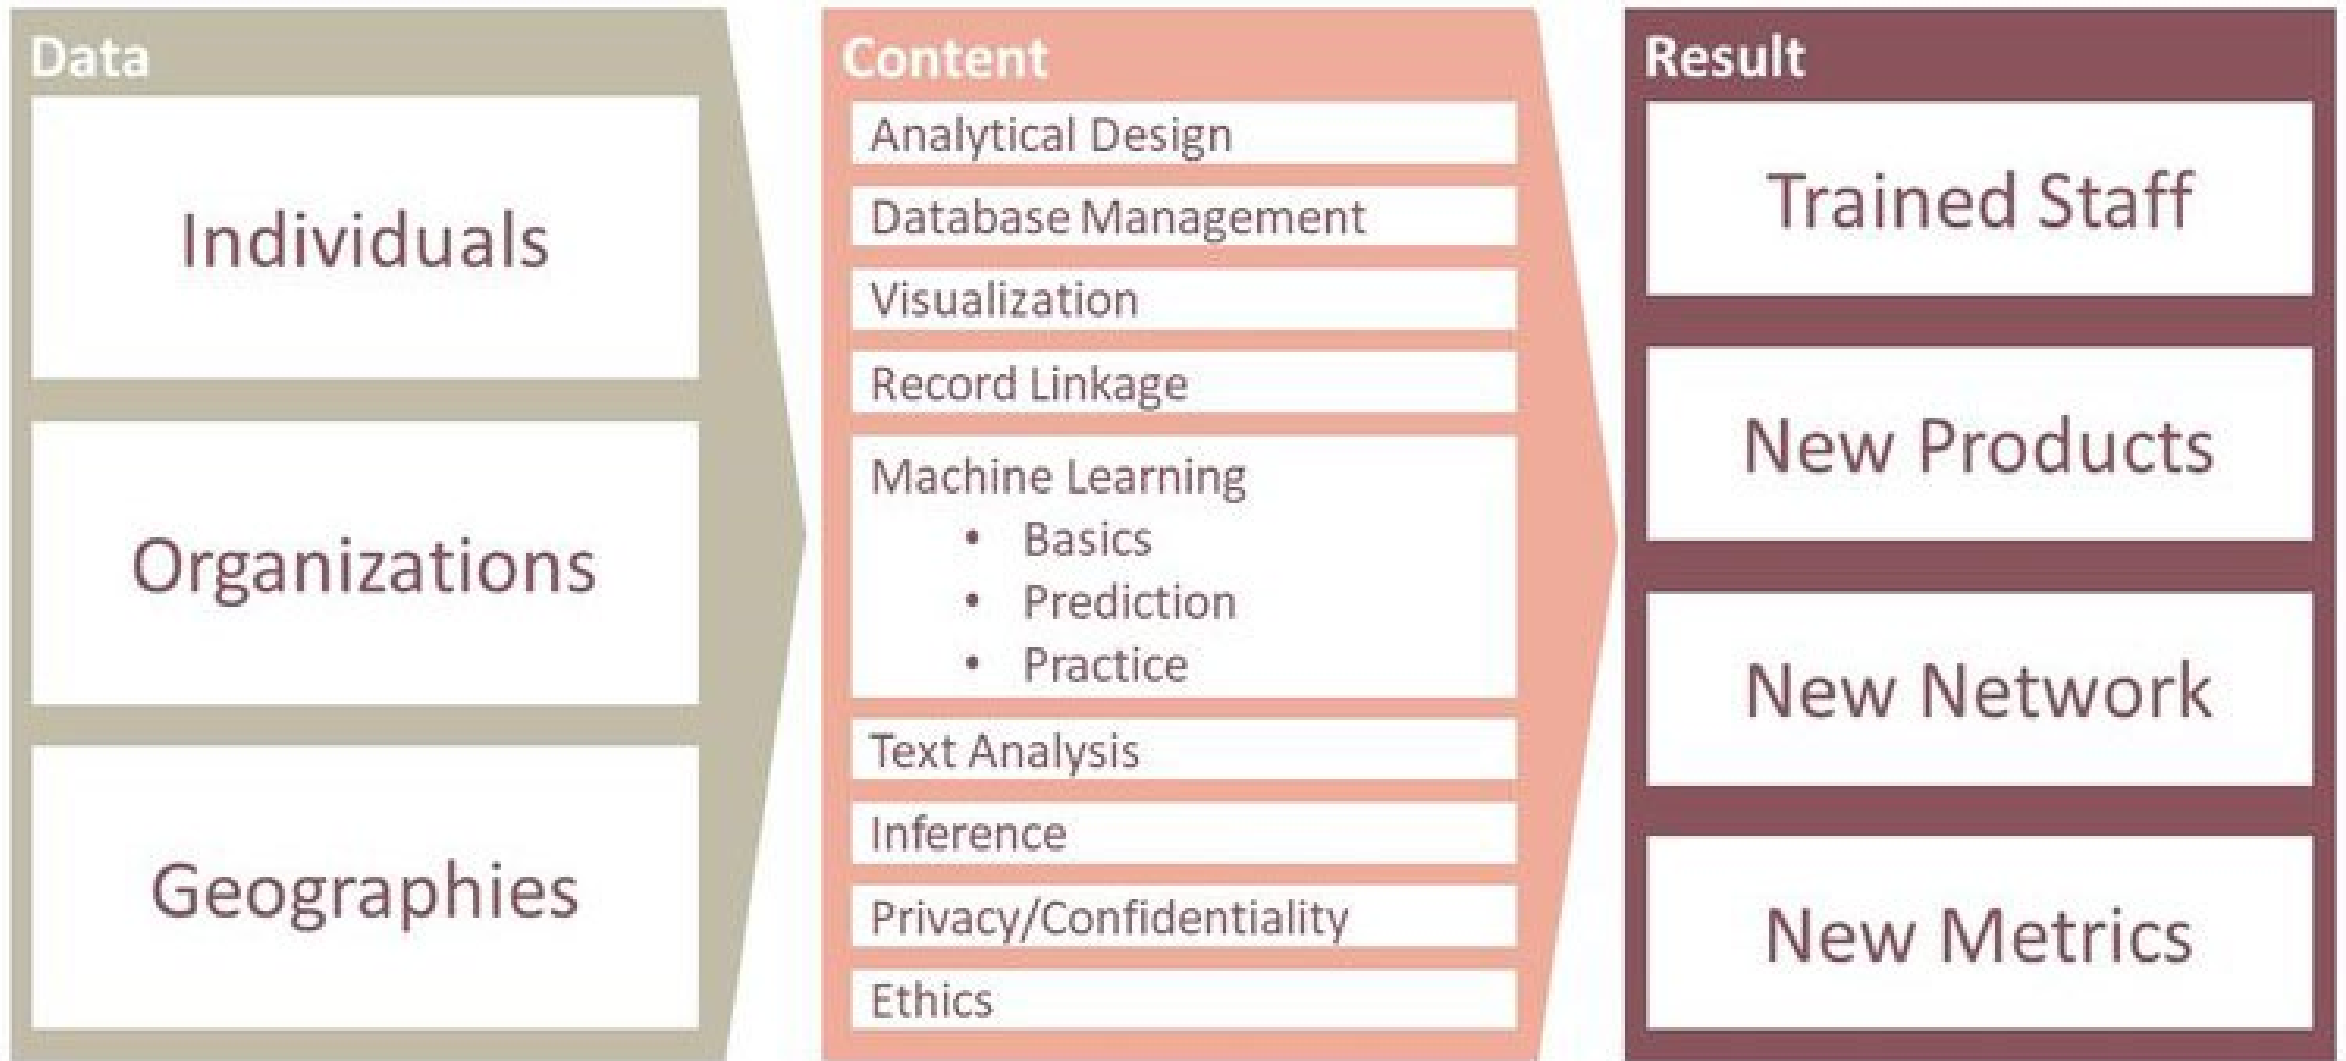 Data
Individuals
Organizations
Geographies
Content
Analytical Design
Database Management
Visualization
Record Linkage
Machine Learning
• Basics
• Prediction
• Practice
Text Analysis
Inference
Privacy/Confidentiality
Ethics
Result
Trained Staff
New Products
New Network
New Metrics